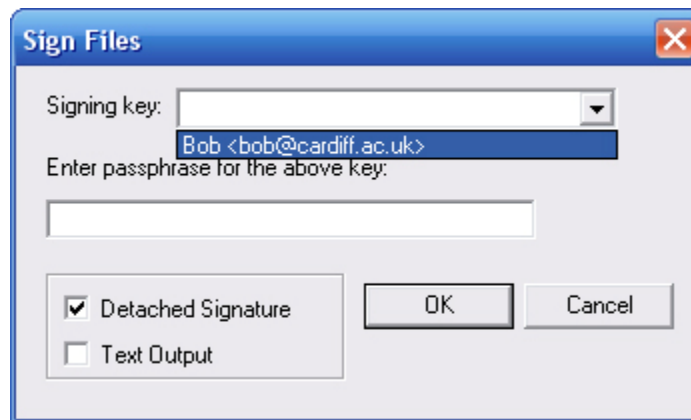 Sign Files
Signing key:
Bob <bob@cardiff.ac.uk>
Enter passphrase for the above key:
Detached Signature
Text Output
OK
Cancel